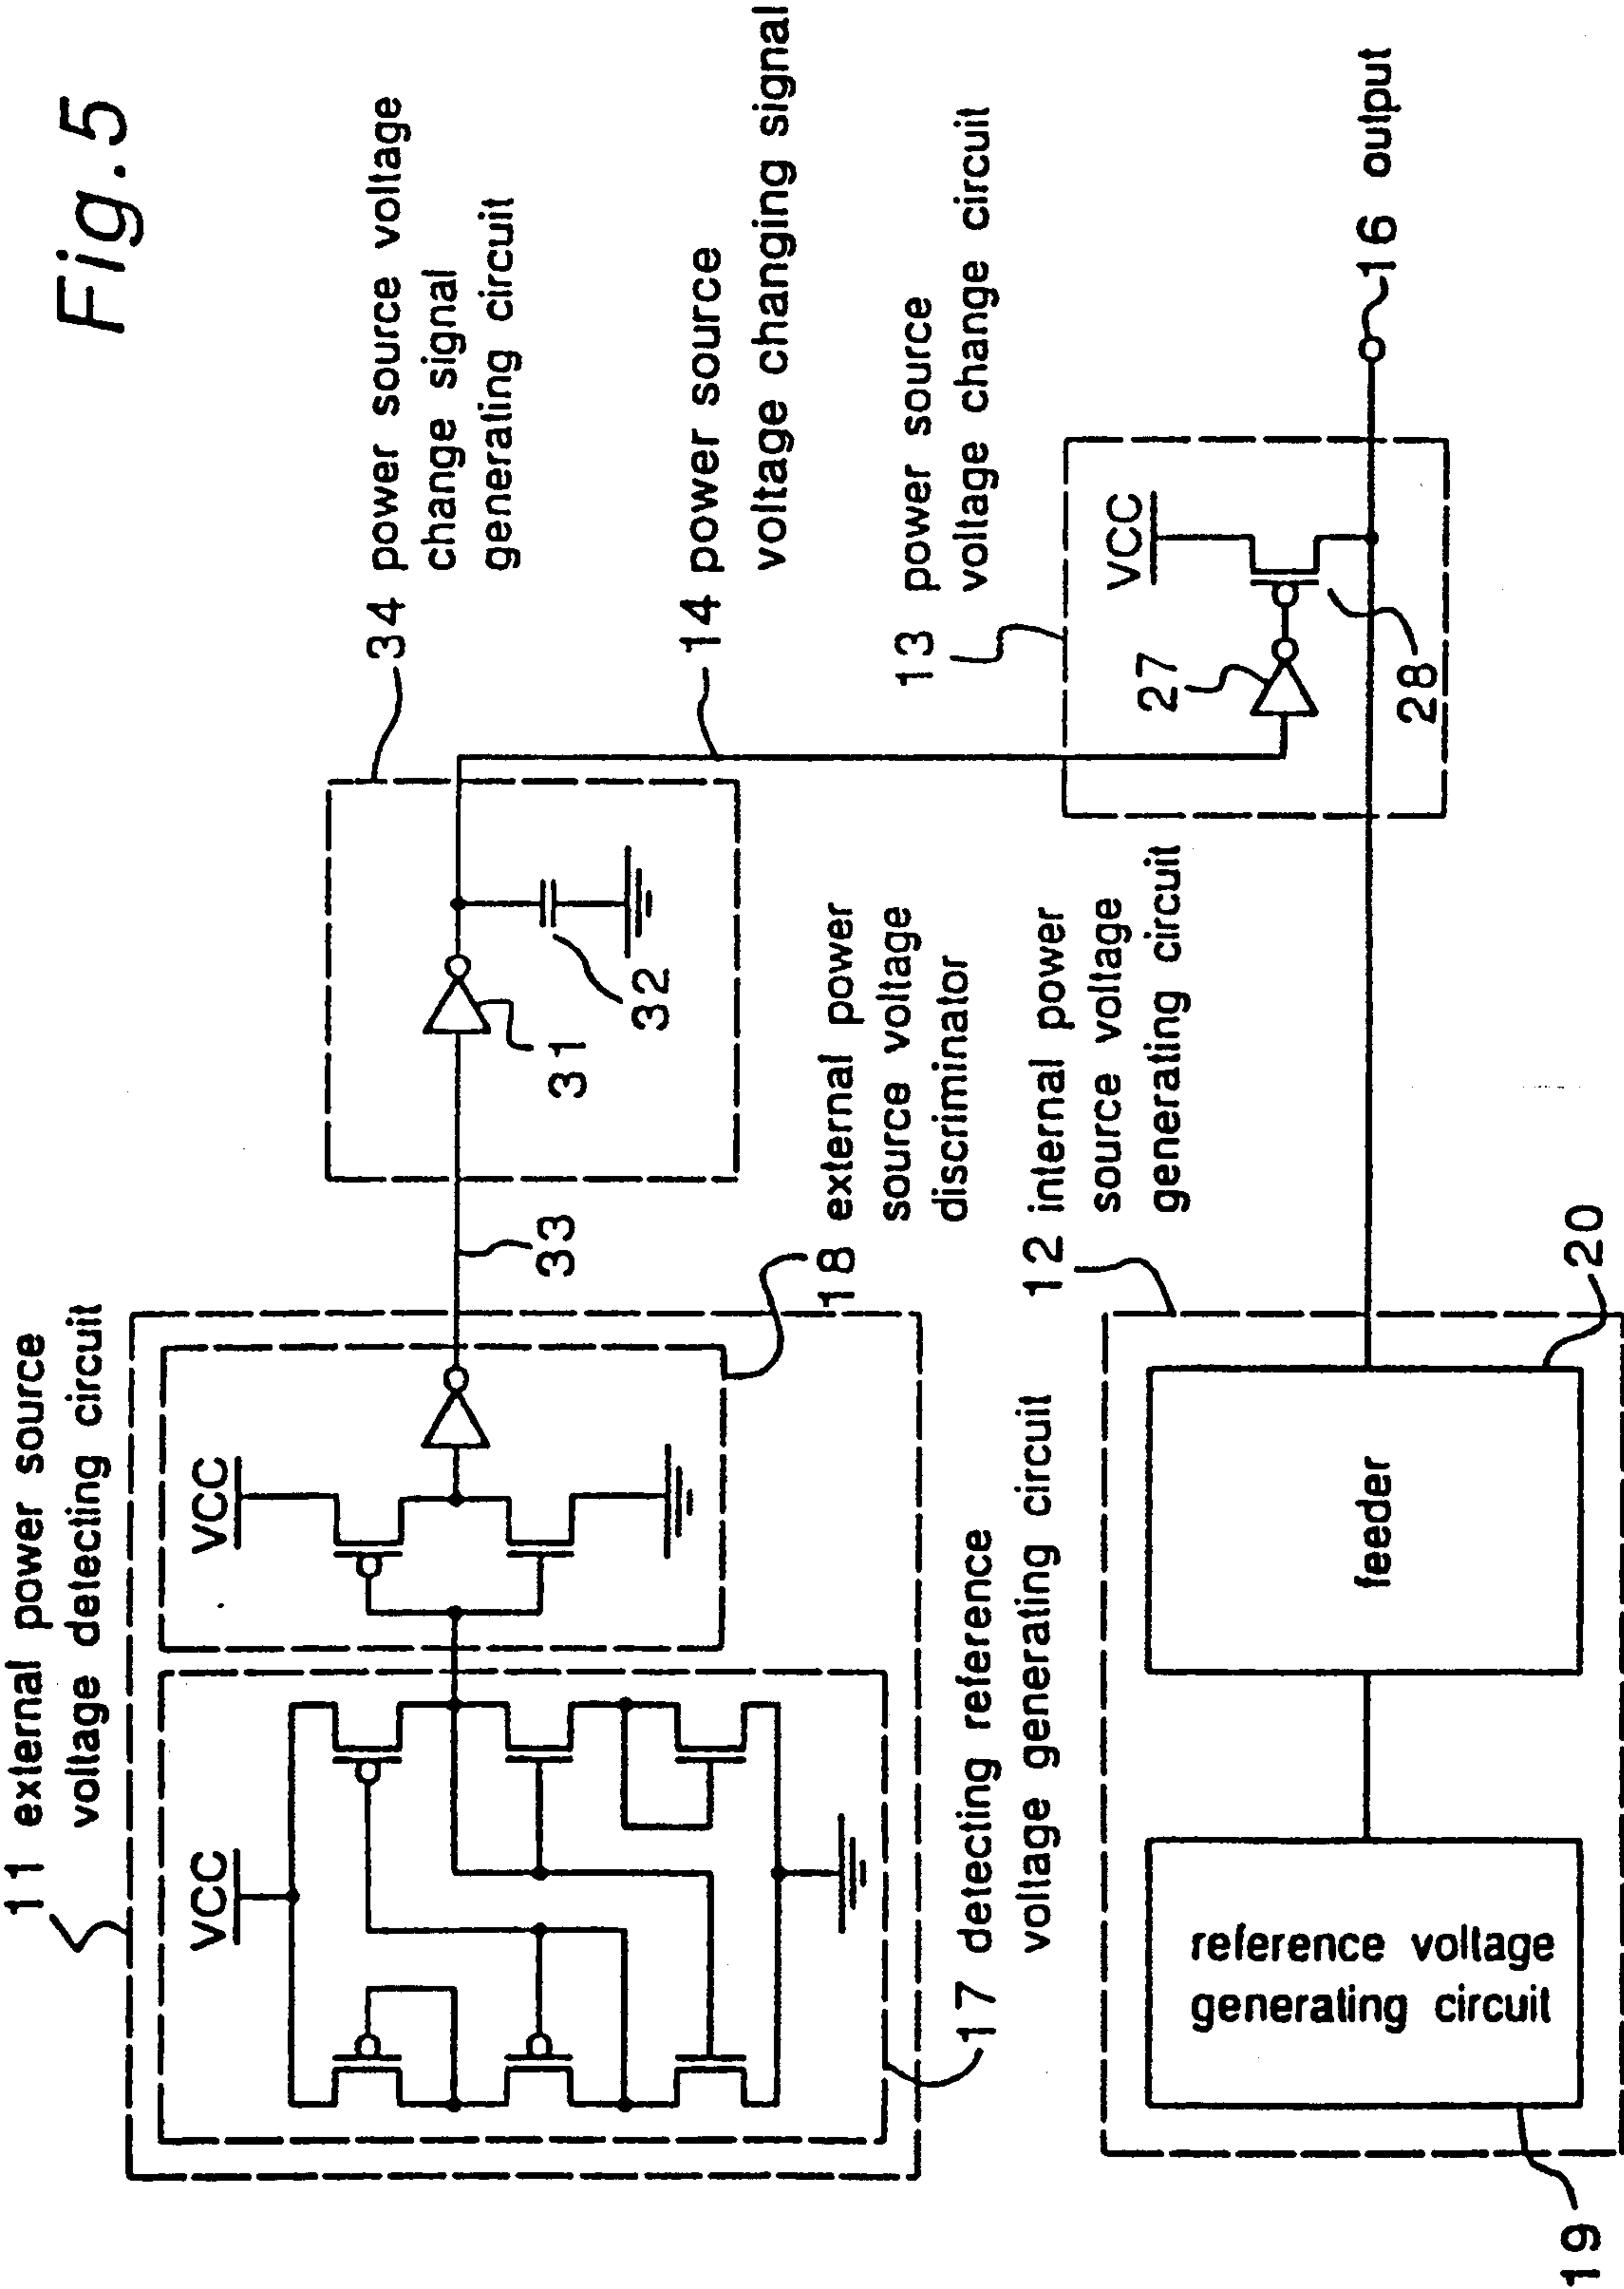 Fig.5
11 external power source
voltage detecting circuit
VCC
VCC
17 detecting reference
voltage generating circuit
18 external power
source voltage
discriminator
33
31
32
34 power source voltage
change signal
generating circuit
14 power source
voltage changing signal
13 power source
voltage change circuit
VCC
27
28
16 output
12 internal power
source voltage
generating circuit
reference voltage
generating circuit
feeder
19
20